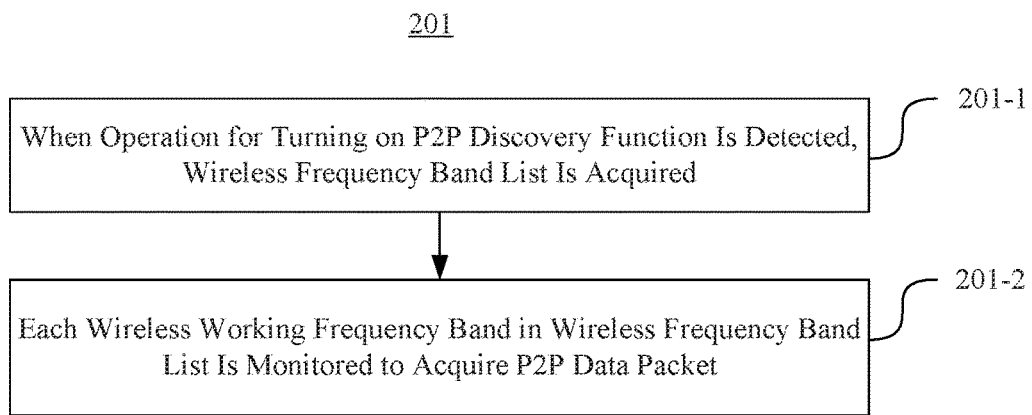 201
201-1
When Operation for Turning on P2P Discovery Function Is Detected,
Wireless Frequency Band List Is Acquired
201-2
Each Wireless Working Frequency Band in Wireless Frequency Band
List Is Monitored to Acquire P2P Data Packet